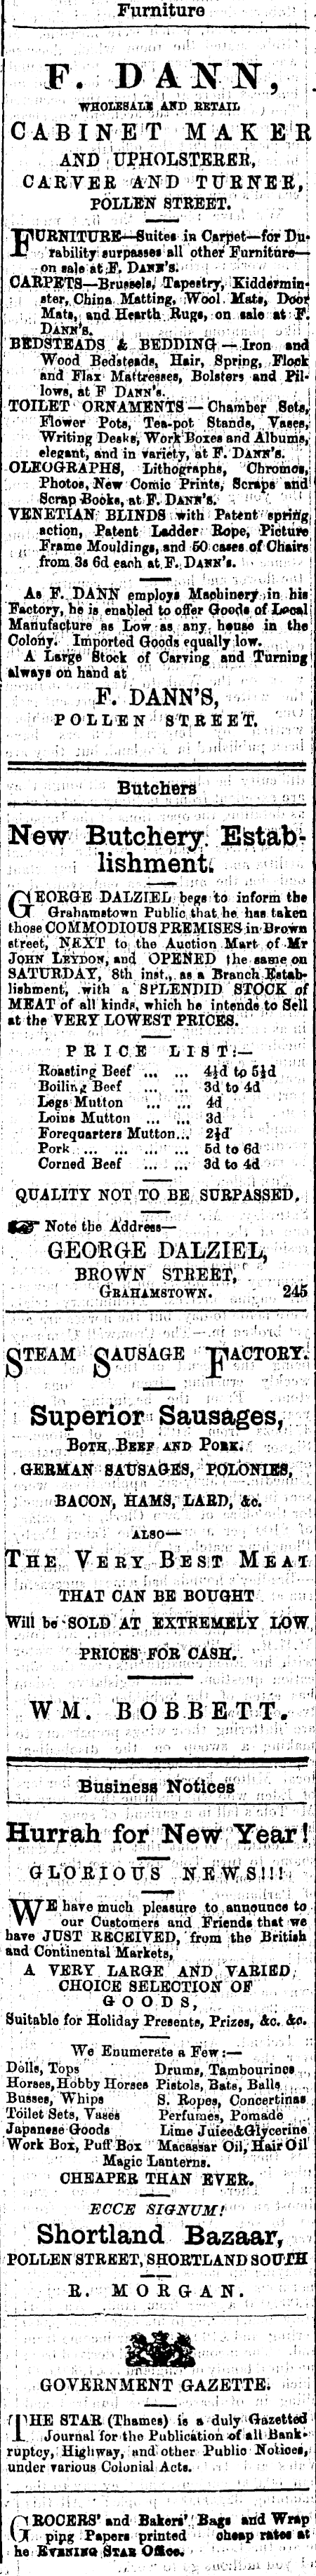 Furniture
F. DANN,
WHOLESALE AND RETAIL
CABINET MAKER
AND UPHOLSTERER,
CARVER AND TURNER,
POLLEN STREET.
FURNITURE—Suites in Carpet—for Du-
rability surpasses all other Furniture—
on sale at F. DANN'S.
CARPETS—Brussels, Tapestry, Kiddermin-
ster, China Matting, Wool Mats, Door
Mats, and Hearth Rugs, on sale at F.
DANN'S.
BEDSTEADS & BEDDING—Iron and
Wood Bedsteads, Hair, Spring, Flock
and Flax Mattresses, Bolsters and Pil-
lows, at F DANN'S.
TOILET ORNAMENTS—Chamber Sets,
Flower Pots, Tea-pot Stands, Vases,
Writing Desks, Work Boxes and Albums,
elegant, and in variety, at F. DANN'S.
OLEOGRAPHS, Lithographs, Chromos,
Photos, New Comic Prints, Scraps and
Scrap Books, at F. DANN'S.
VENETIAN BLINDS with Patent spring
action, Patent Ladder Rope, Picture
Frame Mouldings, and 50 cases of Chairs
from 3s 6d each at F. DANN'S.
As F. DANN employs Machinery in his
Factory, he is enabled to offer Goods of Local
Manufacture as Low as any house in the
Colony. Imported Goods equally low.
A Large Stock of Carving and Turning
always on hand at
F. DANN'S,
POLLEN STREET.
Butchers
New Butchery Estab-
lishment.
GEORGE DALZIEL begs to inform the
Grahamstown Public that he has taken
those COMMODIOUS PREMISES in Brown
street, NEXT to the Auction Mart of Mr
JOHN LEYDON, and OPENED the same on
SATURDAY, 8th inst., as a Branch Estab-
lishment, with a SPLENDID STOCK of
MEAT of all kinds, which he intends to Sell
at the VERY LOWEST PRICES.
PRICE LIST:—
Roasting Beef ... ... 4½d to 5½d
Boiling Beef ... ... 3d to 4d
Legs Mutton ... ... 4d
Loins Mutton ... ... 3d
Forequarters Mutton... 2½d
Pork ... ... ... ... 5d to 6d
Corned Beef ... ... 3d to 4d
QUALITY NOT TO BE SURPASSED.
☞ Note the Address—
GEORGE DALZIEL,
BROWN STREET,
GRAHAMSTOWN. 245
STEAM SAUSAGE FACTORY.
Superior Sausages,
BOTH BEEF AND PORK.
GERMAN SAUSAGES, POLONIES,
BACON, HAMS, LARD, &c.
ALSO—
THE VERY BEST MEAT
THAT CAN BE BOUGHT
Will be SOLD AT EXTREMELY LOW
PRICES FOR CASH.
WM. BOBBETT.
Business Notices
Hurrah for New Year!
GLORIOUS NEWS!!!
WE have much pleasure to announce to
our Customers and Friends that we
have JUST RECEIVED, from the British
and Continental Markets,
A VERY LARGE AND VARIED
CHOICE SELECTION OF
GOODS,
Suitable for Holiday Presents, Prizes, &c. &c.
We Enumerate a Few:—
Dolls, Tops Drums, Tambourines
Horses, Hobby Horses Pistols, Bats, Balls
Busses, Whips S. Ropes, Concertinas
Toilet Sets, Vases Perfumes, Pomade
Japanese Goods Lime Juice&Glycerine
Work Box, Puff Box Macassar Oil, Hair Oil
Magic Lanterns.
CHEAPER THAN EVER.
ECCE SIGNUM!
Shortland Bazaar,
POLLEN STREET, SHORTLAND SOUTH
R. MORGAN.
GOVERNMENT GAZETTE.
THE STAR (Thames) is a duly Gazetted
Journal for the Publication of all Bank-
ruptcy, Highway, and other Public Notices,
under various Colonial Acts.
GROCERS' and Bakers' Bags and Wrap
pipg Papers printed cheap rates at
he EVENING STAR Office.